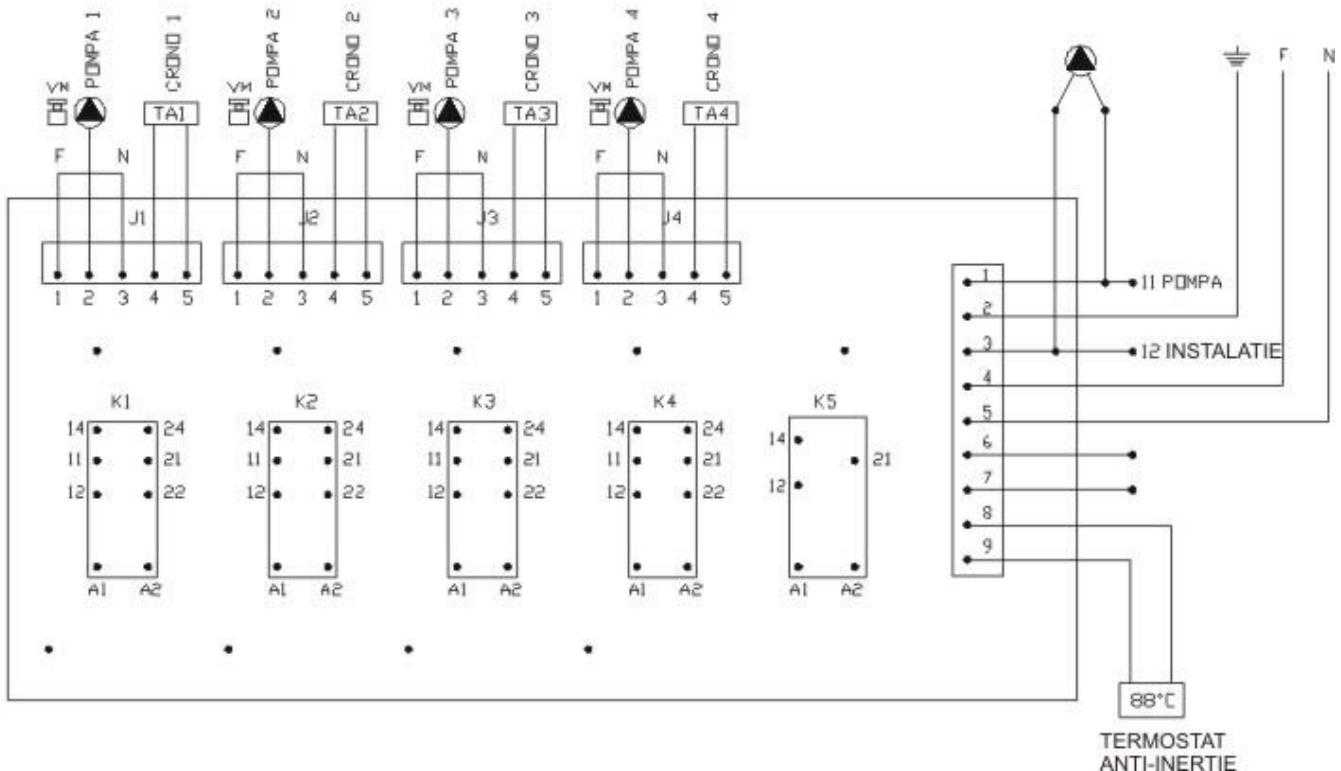 POMPA 1 CRONO 1 POMPA 2 CRONO 2 POMPA 3 CRONO 3 POMPA 4 CRONO 4
VM VM VM VM
F N
TA1 TA2 TA3 TA4
F N F N F N F N
J1 J2 J3 J4
1 2 3 4 5 1 2 3 4 5 1 2 3 4 5 1 2 3 4 5
1 11 POMPA
2
3 12 INSTALATIE
4
5
6
7
8
9
K1 K2 K3 K4 K5
14 24 14 24 14 24 14 24 14
11 21 11 21 11 21 11 21 21
12 22 12 22 12 22 12 22 12
A1 A2 A1 A2 A1 A2 A1 A2 A1 A2
88°C
TERMOSTAT
ANTI-INERTIE